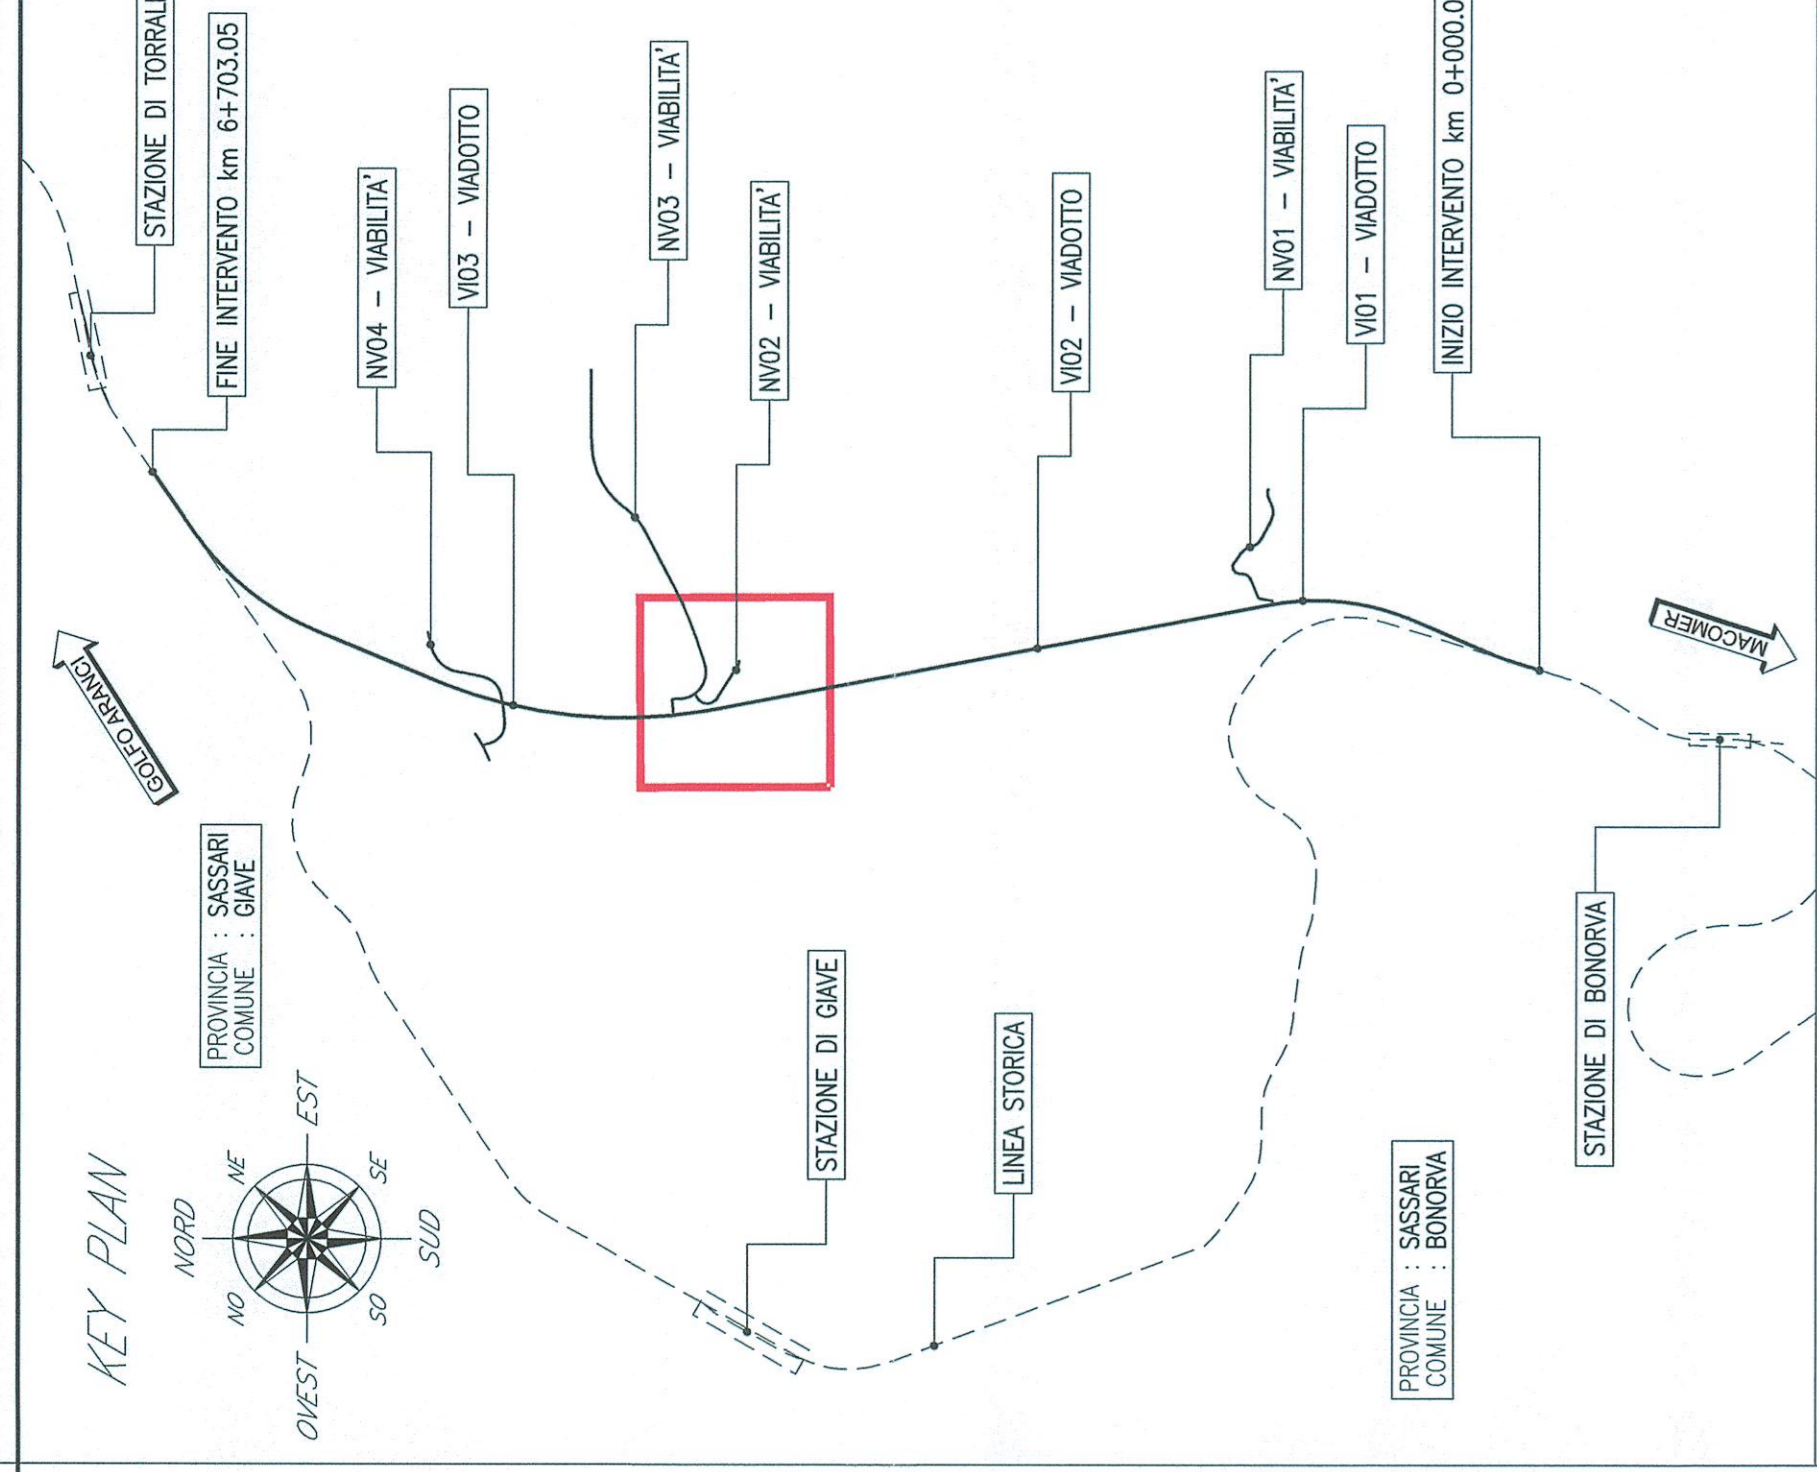 KEY PLAN
NORD
NE
EST
SE
SUD
SO
OVEST
NO
PROVINCIA : SASSARI
COMUNE : GIAVE
GOLFO ARANCI
STAZIONE DI
FINE INTERVENTO km 6+703.05
NV04 – VIABILITA'
VI03 – VIADOTTO
NV03 – VIABILITA'
NV02 – VIABILITA'
VI02 – VIADOTTO
NV01 – VIABILITA'
VI01 – VIADOTTO
INIZIO INTERVENTO km 0+000.0
MACOMER
STAZIONE DI GIAVE
LINEA STORICA
STAZIONE DI BONORVA
PROVINCIA : SASSARI
COMUNE : BONORVA